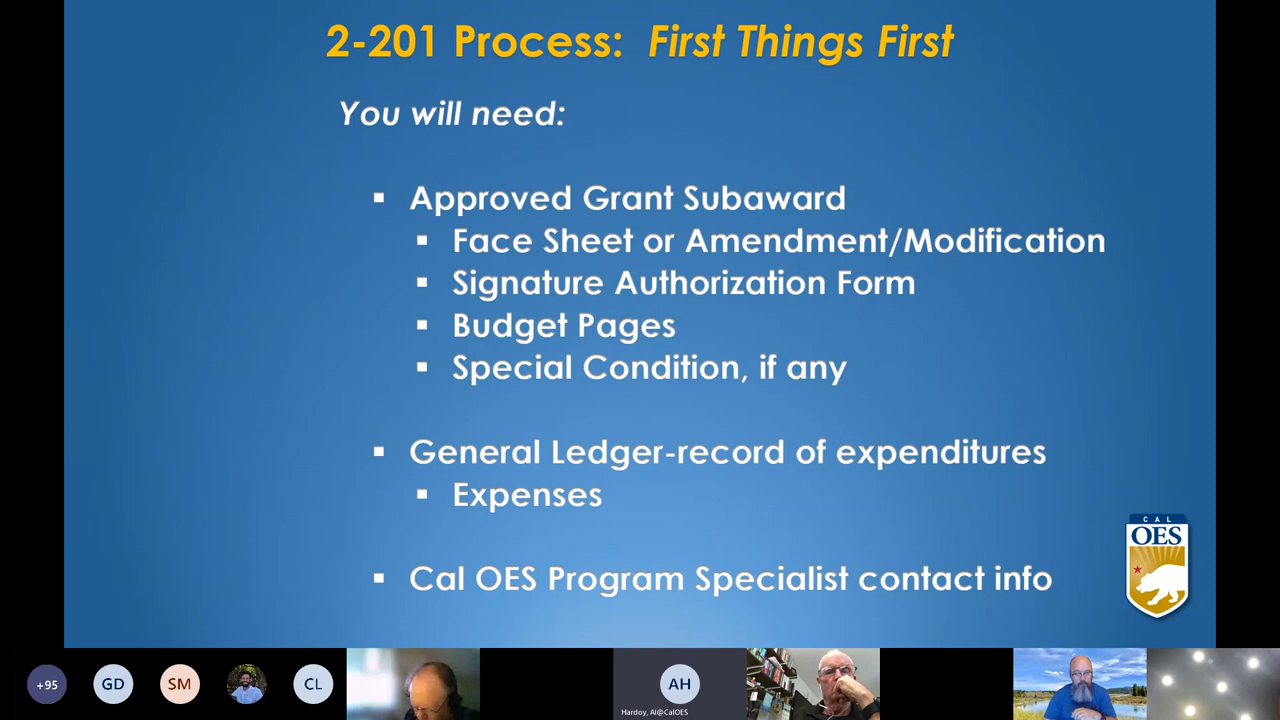 2-201 Process: First Things First
You will need:
▪ Approved Grant Subaward
▪ Face Sheet or Amendment/Modification
▪ Signature Authorization Form
▪ Budget Pages
▪ Special Condition, if any
▪ General Ledger-record of expenditures
▪ Expenses
▪ Cal OES Program Specialist contact info
CAL
OES
+95
GD
SM
CL
AH
Hardoy, Al@CalOES